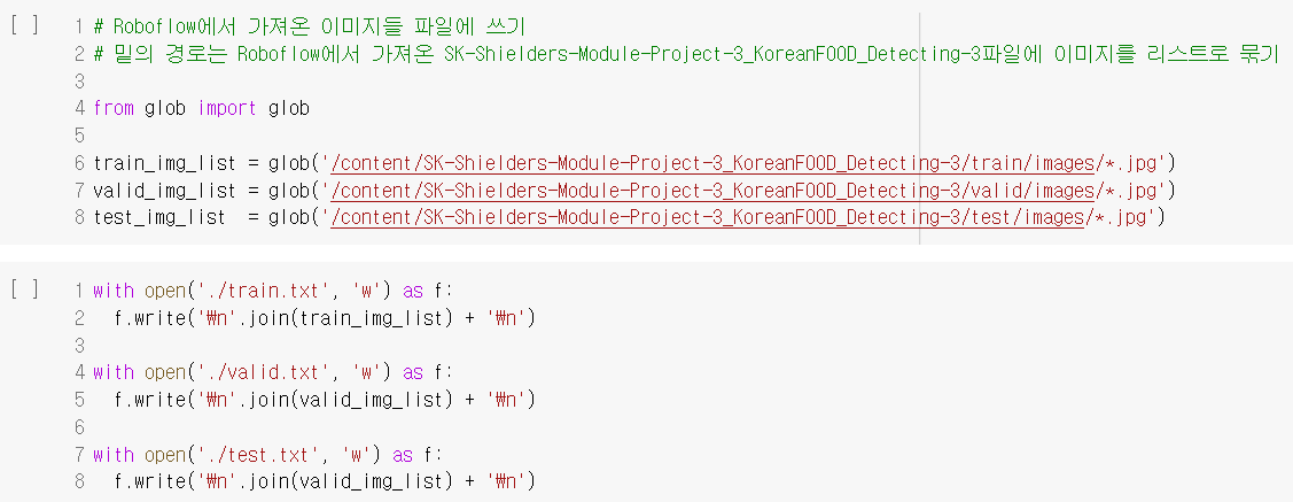 [ ] 1 # Roboflow에서 가져온 이미지들 파일에 쓰기
2 # 밑의 경로는 Roboflow에서 가져온 SK-Shielders-Module-Project-3_KoreanFOOD_Detecting-3파일에 이미지를 리스트로 묶기
3
4 from glob import glob
5
6 train_img_list = glob('/content/SK-Shielders-Module-Project-3_KoreanFOOD_Detecting-3/train/images/*.jpg')
7 valid_img_list = glob('/content/SK-Shielders-Module-Project-3_KoreanFOOD_Detecting-3/valid/images/*.jpg')
8 test_img_list  = glob('/content/SK-Shielders-Module-Project-3_KoreanFOOD_Detecting-3/test/images/*.jpg')
[ ] 1 with open('./train.txt', 'w') as f:
2   f.write('₩n'.join(train_img_list) + '₩n')
3
4 with open('./valid.txt', 'w') as f:
5   f.write('₩n'.join(valid_img_list) + '₩n')
6
7 with open('./test.txt', 'w') as f:
8   f.write('₩n'.join(valid_img_list) + '₩n')